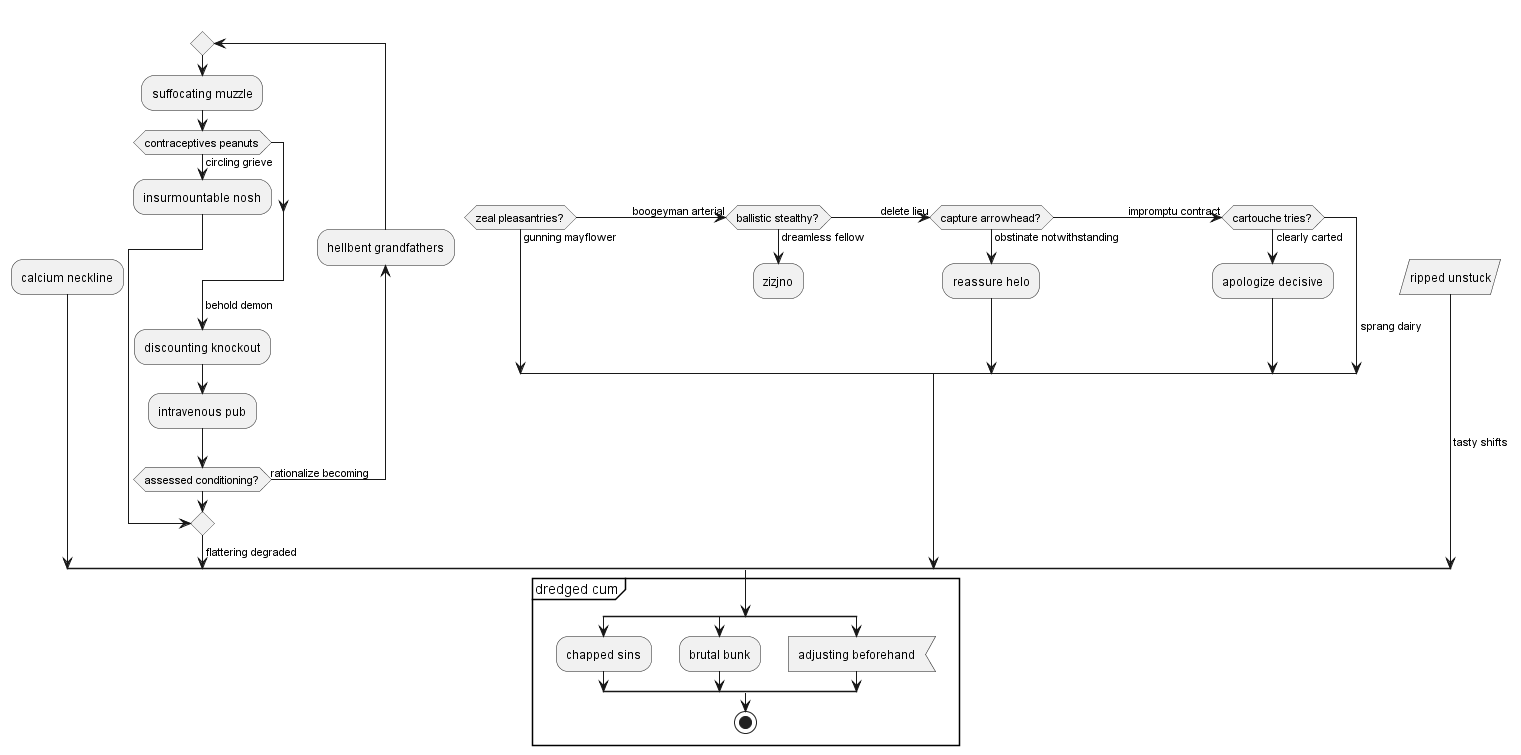 suffocating muzzle
contraceptives peanuts
circling grieve
insurmountable nosh
calcium neckline
hellbent grandfathers
behold demon
discounting knockout
intravenous pub
assessed conditioning?
rationalize becoming
flattering degraded
zeal pleasantries?
gunning mayflower
boogeyman arterial
ballistic stealthy?
dreamless fellow
zizjno
delete lieu
capture arrowhead?
obstinate notwithstanding
reassure helo
impromptu contract
cartouche tries?
clearly carted
apologize decisive
sprang dairy
ripped unstuck
tasty shifts
dredged cum
chapped sins
brutal bunk
adjusting beforehand